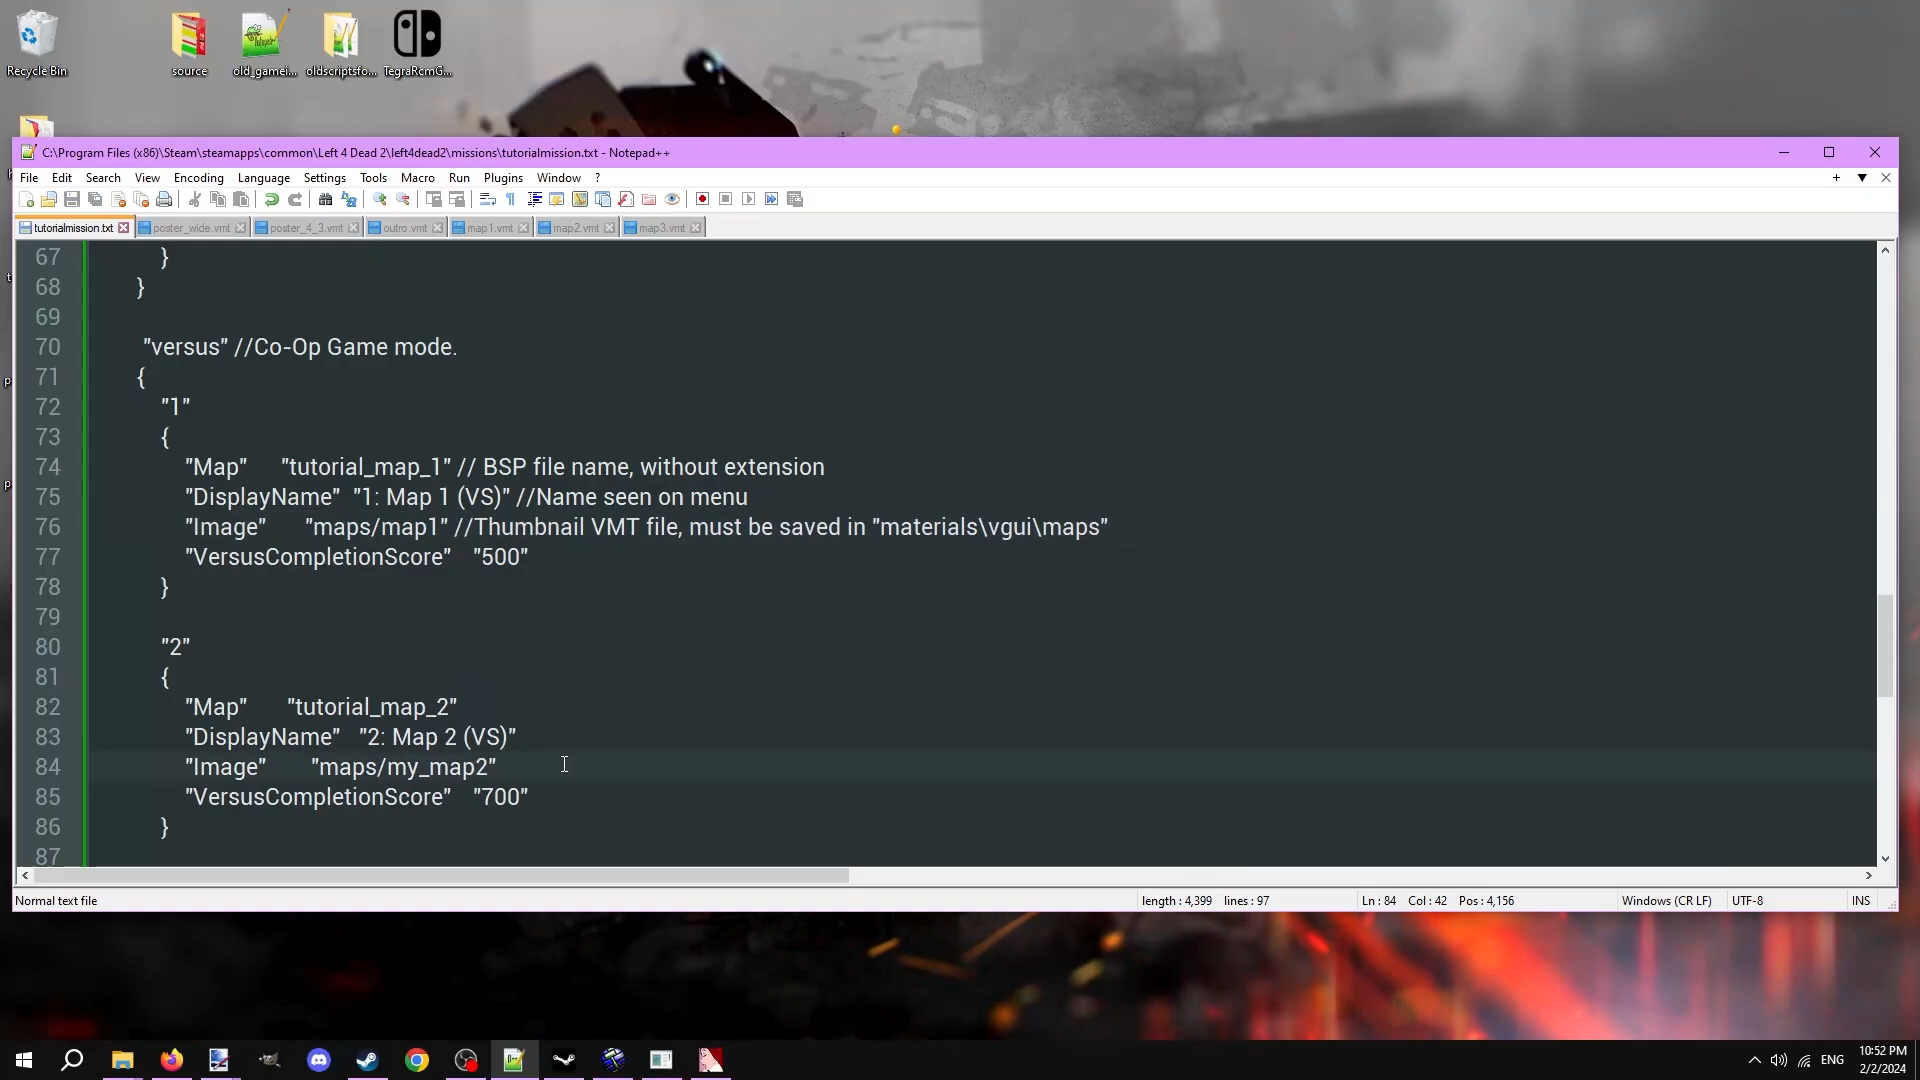 Recycle Bin
source
old_gamei...
oldscriptsfo...
TegraRcmG...
C:\Program Files (x86)\Steam\steamapps\common\Left 4 Dead 2\left4dead2\missions\tutorialmission.txt - Notepad++
File Edit Search View Encoding Language Settings Tools Macro Run Plugins Window ?
tutorialmission.txt poster_wide.vmt poster_4_3.vmt outro.vmt map1.vmt map2.vmt map3.vmt
67 }
68 }
69
70 "versus" //Co-Op Game mode.
71 {
72 "1"
73 {
74 "Map" "tutorial_map_1" // BSP file name, without extension
75 "DisplayName" "1: Map 1 (VS)" //Name seen on menu
76 "Image" "maps/map1" //Thumbnail VMT file, must be saved in "materials\vgui\maps"
77 "VersusCompletionScore" "500"
78 }
79
80 "2"
81 {
82 "Map" "tutorial_map_2"
83 "DisplayName" "2: Map 2 (VS)"
84 "Image" "maps/my_map2"
85 "VersusCompletionScore" "700"
86 }
87
Normal text file length : 4,399 lines : 97 Ln : 84 Col : 42 Pos : 4,156 Windows (CR LF) UTF-8 INS
ENG
10:52 PM
2/2/2024